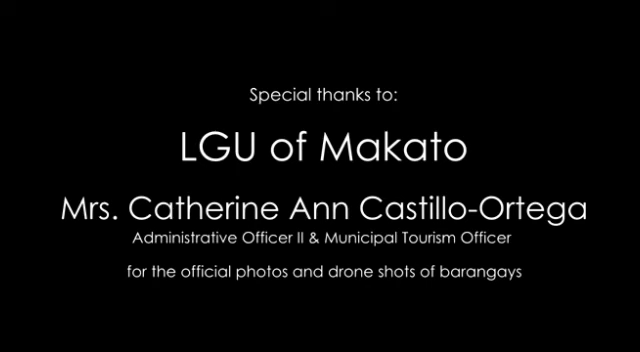 Special thanks to:
LGU of Makato
Mrs. Catherine Ann Castillo-Ortega
Administrative Officer II & Municipal Tourism Officer
for the official photos and drone shots of barangays